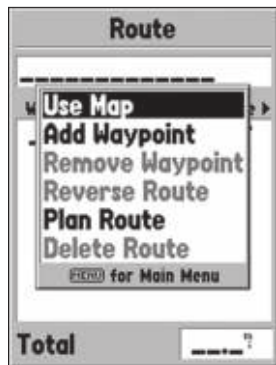 Route
Use Map
Add Waypoint
Remove Waypoint
Reverse Route
Plan Route
Delete Route
MENU for Main Menu
Total